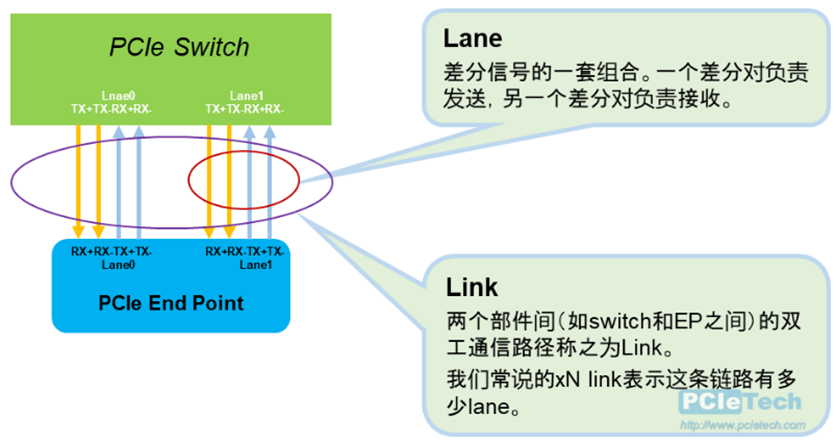 PCIe Switch
Lnae0
TX+TX-RX+RX-
Lane1
TX+TX-RX+RX-
RX+RX-TX+TX-
Lane0
RX+RX-TX+TX-
Lane1
PCIe End Point
Lane
差分信号的一套组合。一个差分对负责
发送，另一个差分对负责接收。
Link
两个部件间（如switch和EP之间）的双
工通信路径称之为Link。
我们常说的xN link表示这条链路有多
少lane。
PCIeTech
http://www.pcietech.com